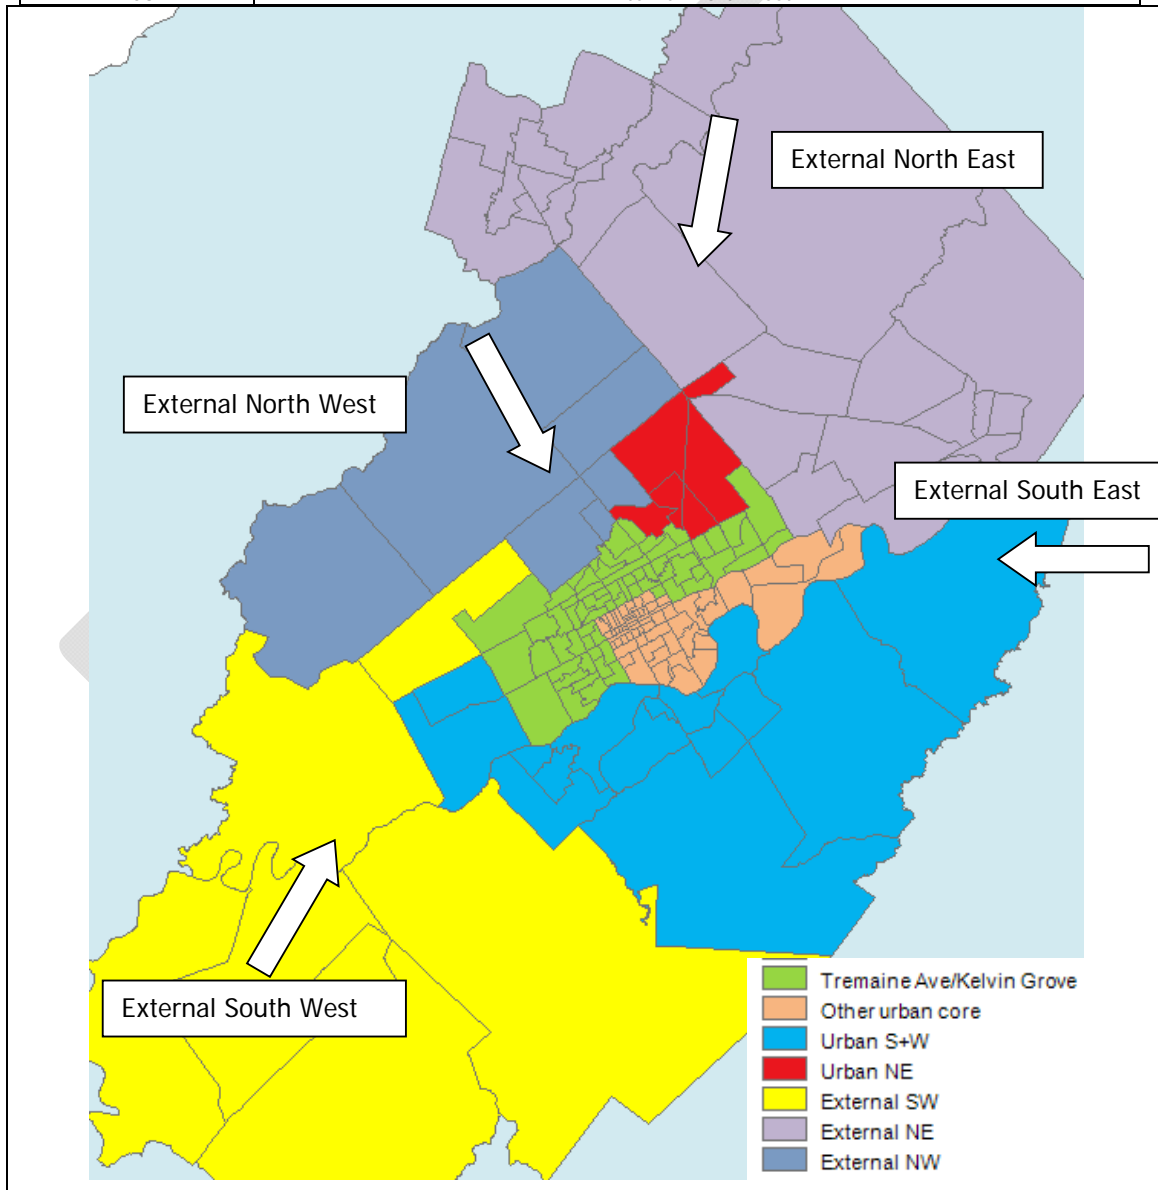 External North East
External North West
External South East
External South West
Tremaine Ave/Kelvin Grove
Other urban core
Urban S+W
Urban NE
External SW
External NE
External NW